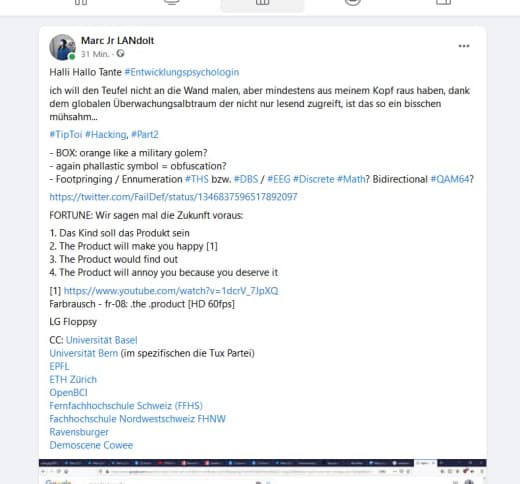 Marc Jr LANdolt
31 Min. ·
Halli Hallo Tante #Entwicklungspsychologin
ich will den Teufel nicht an die Wand malen, aber mindestens aus meinem Kopf raus haben, dank
dem globalen Überwachungsalbtraum der nicht nur lesend zugreift, ist das so ein bisschen
mühsahm...
#TipToi #Hacking, #Part2
- BOX: orange like a military golem?
- again phallastic symbol = obfuscation?
- Footpringing / Ennumeration #THS bzw. #DBS / #EEG #Discrete #Math? Bidirectional #QAM64?
https://twitter.com/FailDef/status/1346837596517892097
FORTUNE: Wir sagen mal die Zukunft voraus:
1. Das Kind soll das Produkt sein
2. The Product will make you happy [1]
3. The Product would find out
4. The Product will annoy you because you deserve it
[1] https://www.youtube.com/watch?v=1dcrV_7JpXQ
Farbrausch - fr-08: .the .product [HD 60fps]
LG Floppsy
CC: Universität Basel
Universität Bern (im spezifischen die Tux Partei)
EPFL
ETH Zürich
OpenBCI
Fernfachhochschule Schweiz (FFHS)
Fachhochschule Nordwestschweiz FHNW
Ravensburger
Demoscene Cowee